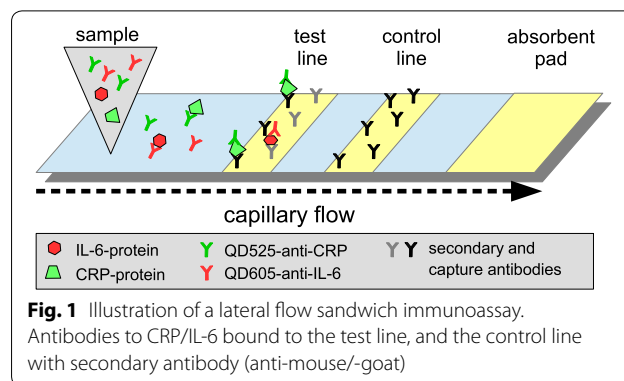 sample
test
line
control
line
absorbent
pad
capillary flow
IL-6-protein
QD525-anti-CRP
secondary and
CRP-protein
QD605-anti-IL-6
capture antibodies
Fig. 1 Illustration of a lateral flow sandwich immunoassay.
Antibodies to CRP/IL-6 bound to the test line, and the control line
with secondary antibody (anti-mouse/-goat)